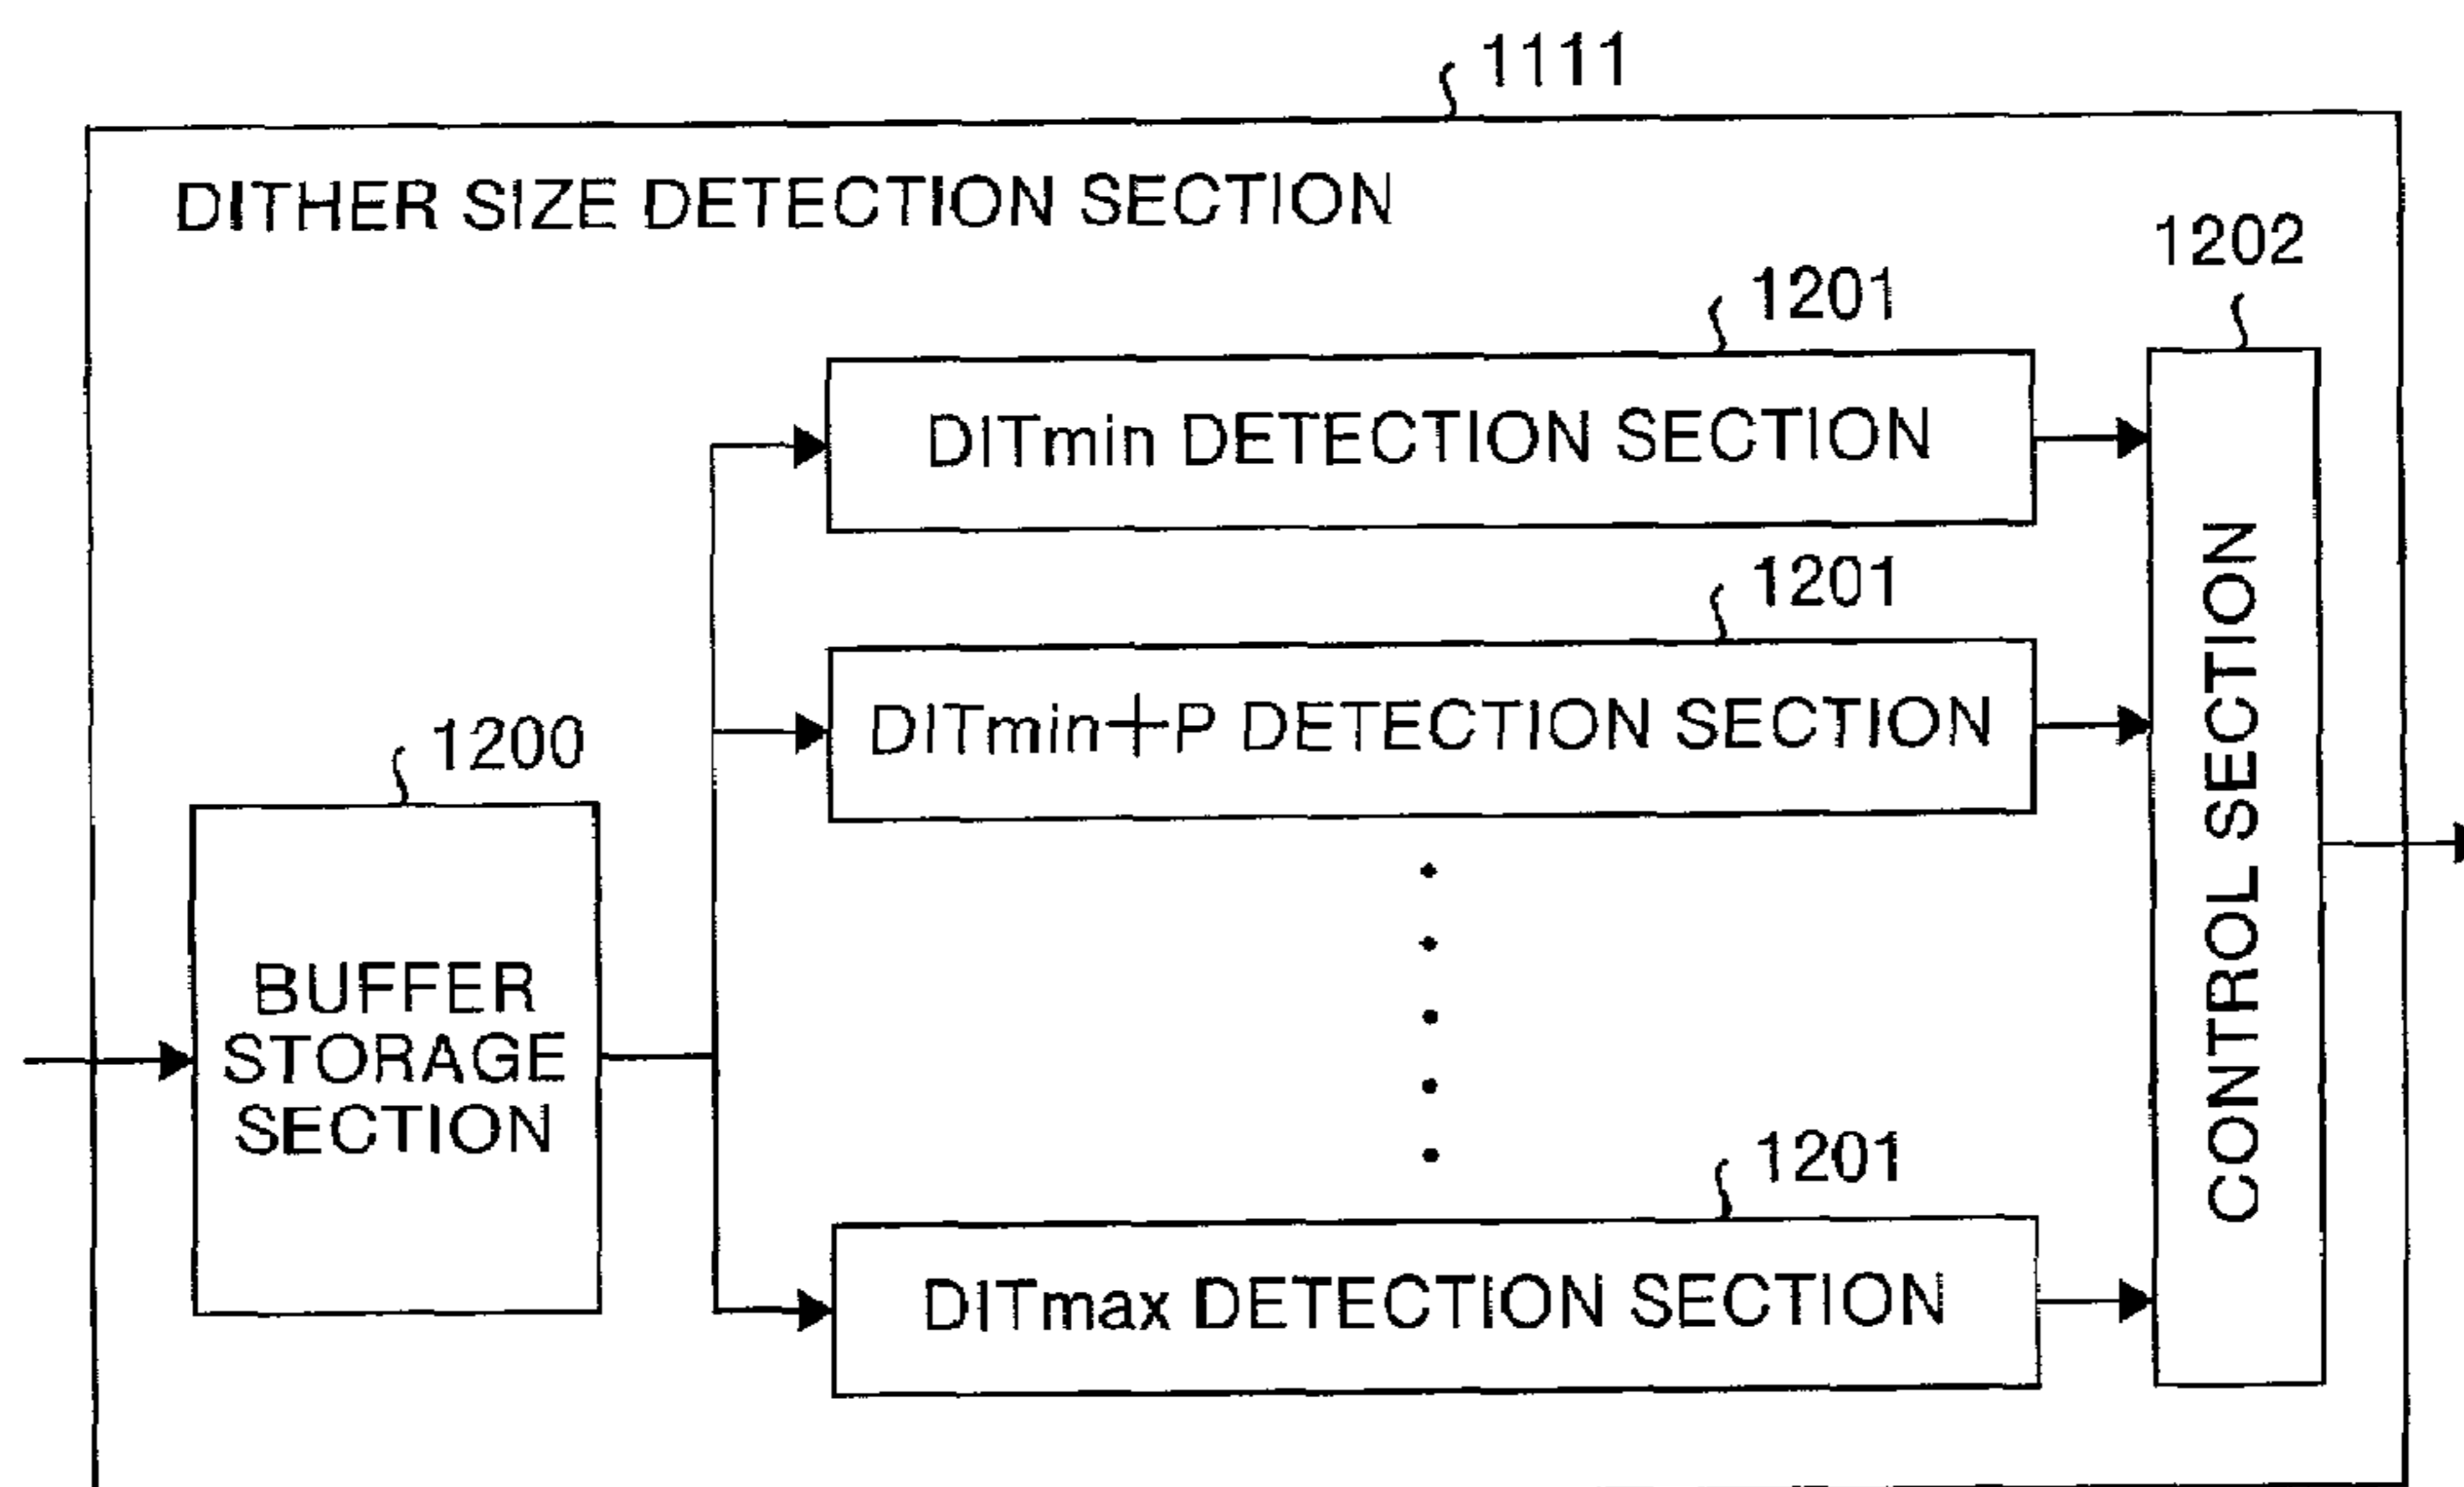 1111
DITHER SIZE DETECTION SECTION
1202
1201
DITmin DETECTION SECTION
1201
DITmin+P DETECTION SECTION
1200
BUFFER
STORAGE
SECTION
CONTROL SECTION
1201
DITmax DETECTION SECTION